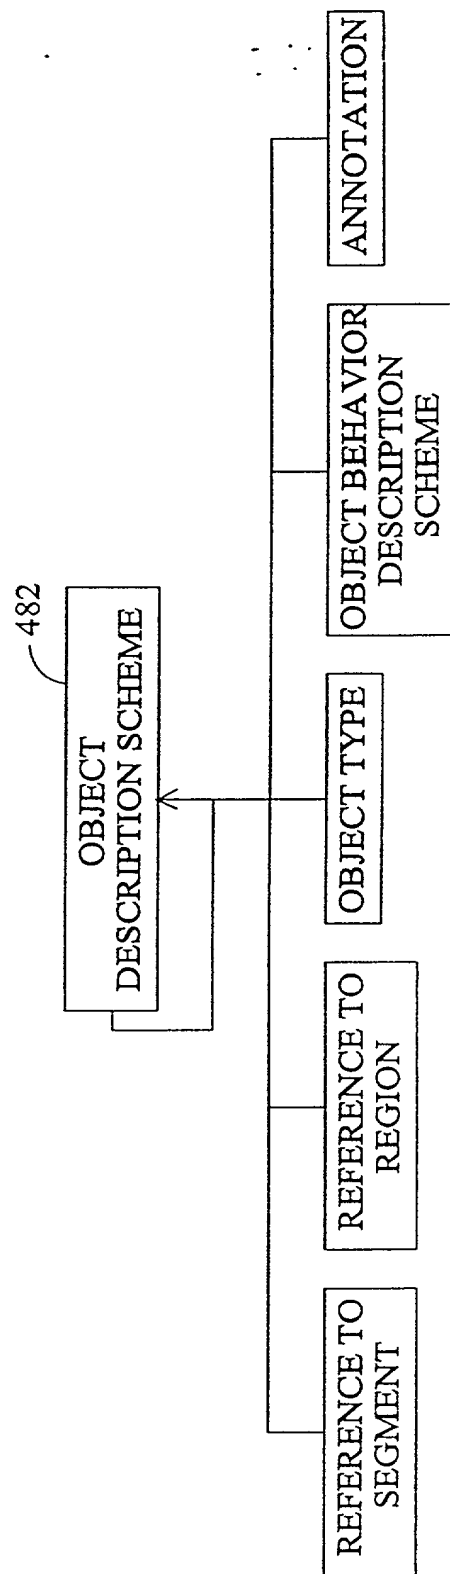 482
OBJECT
DESCRIPTION SCHEME
REFERENCE TO
SEGMENT
REFERENCE TO
REGION
OBJECT TYPE
OBJECT BEHAVIOR
DESCRIPTION
SCHEME
ANNOTATION